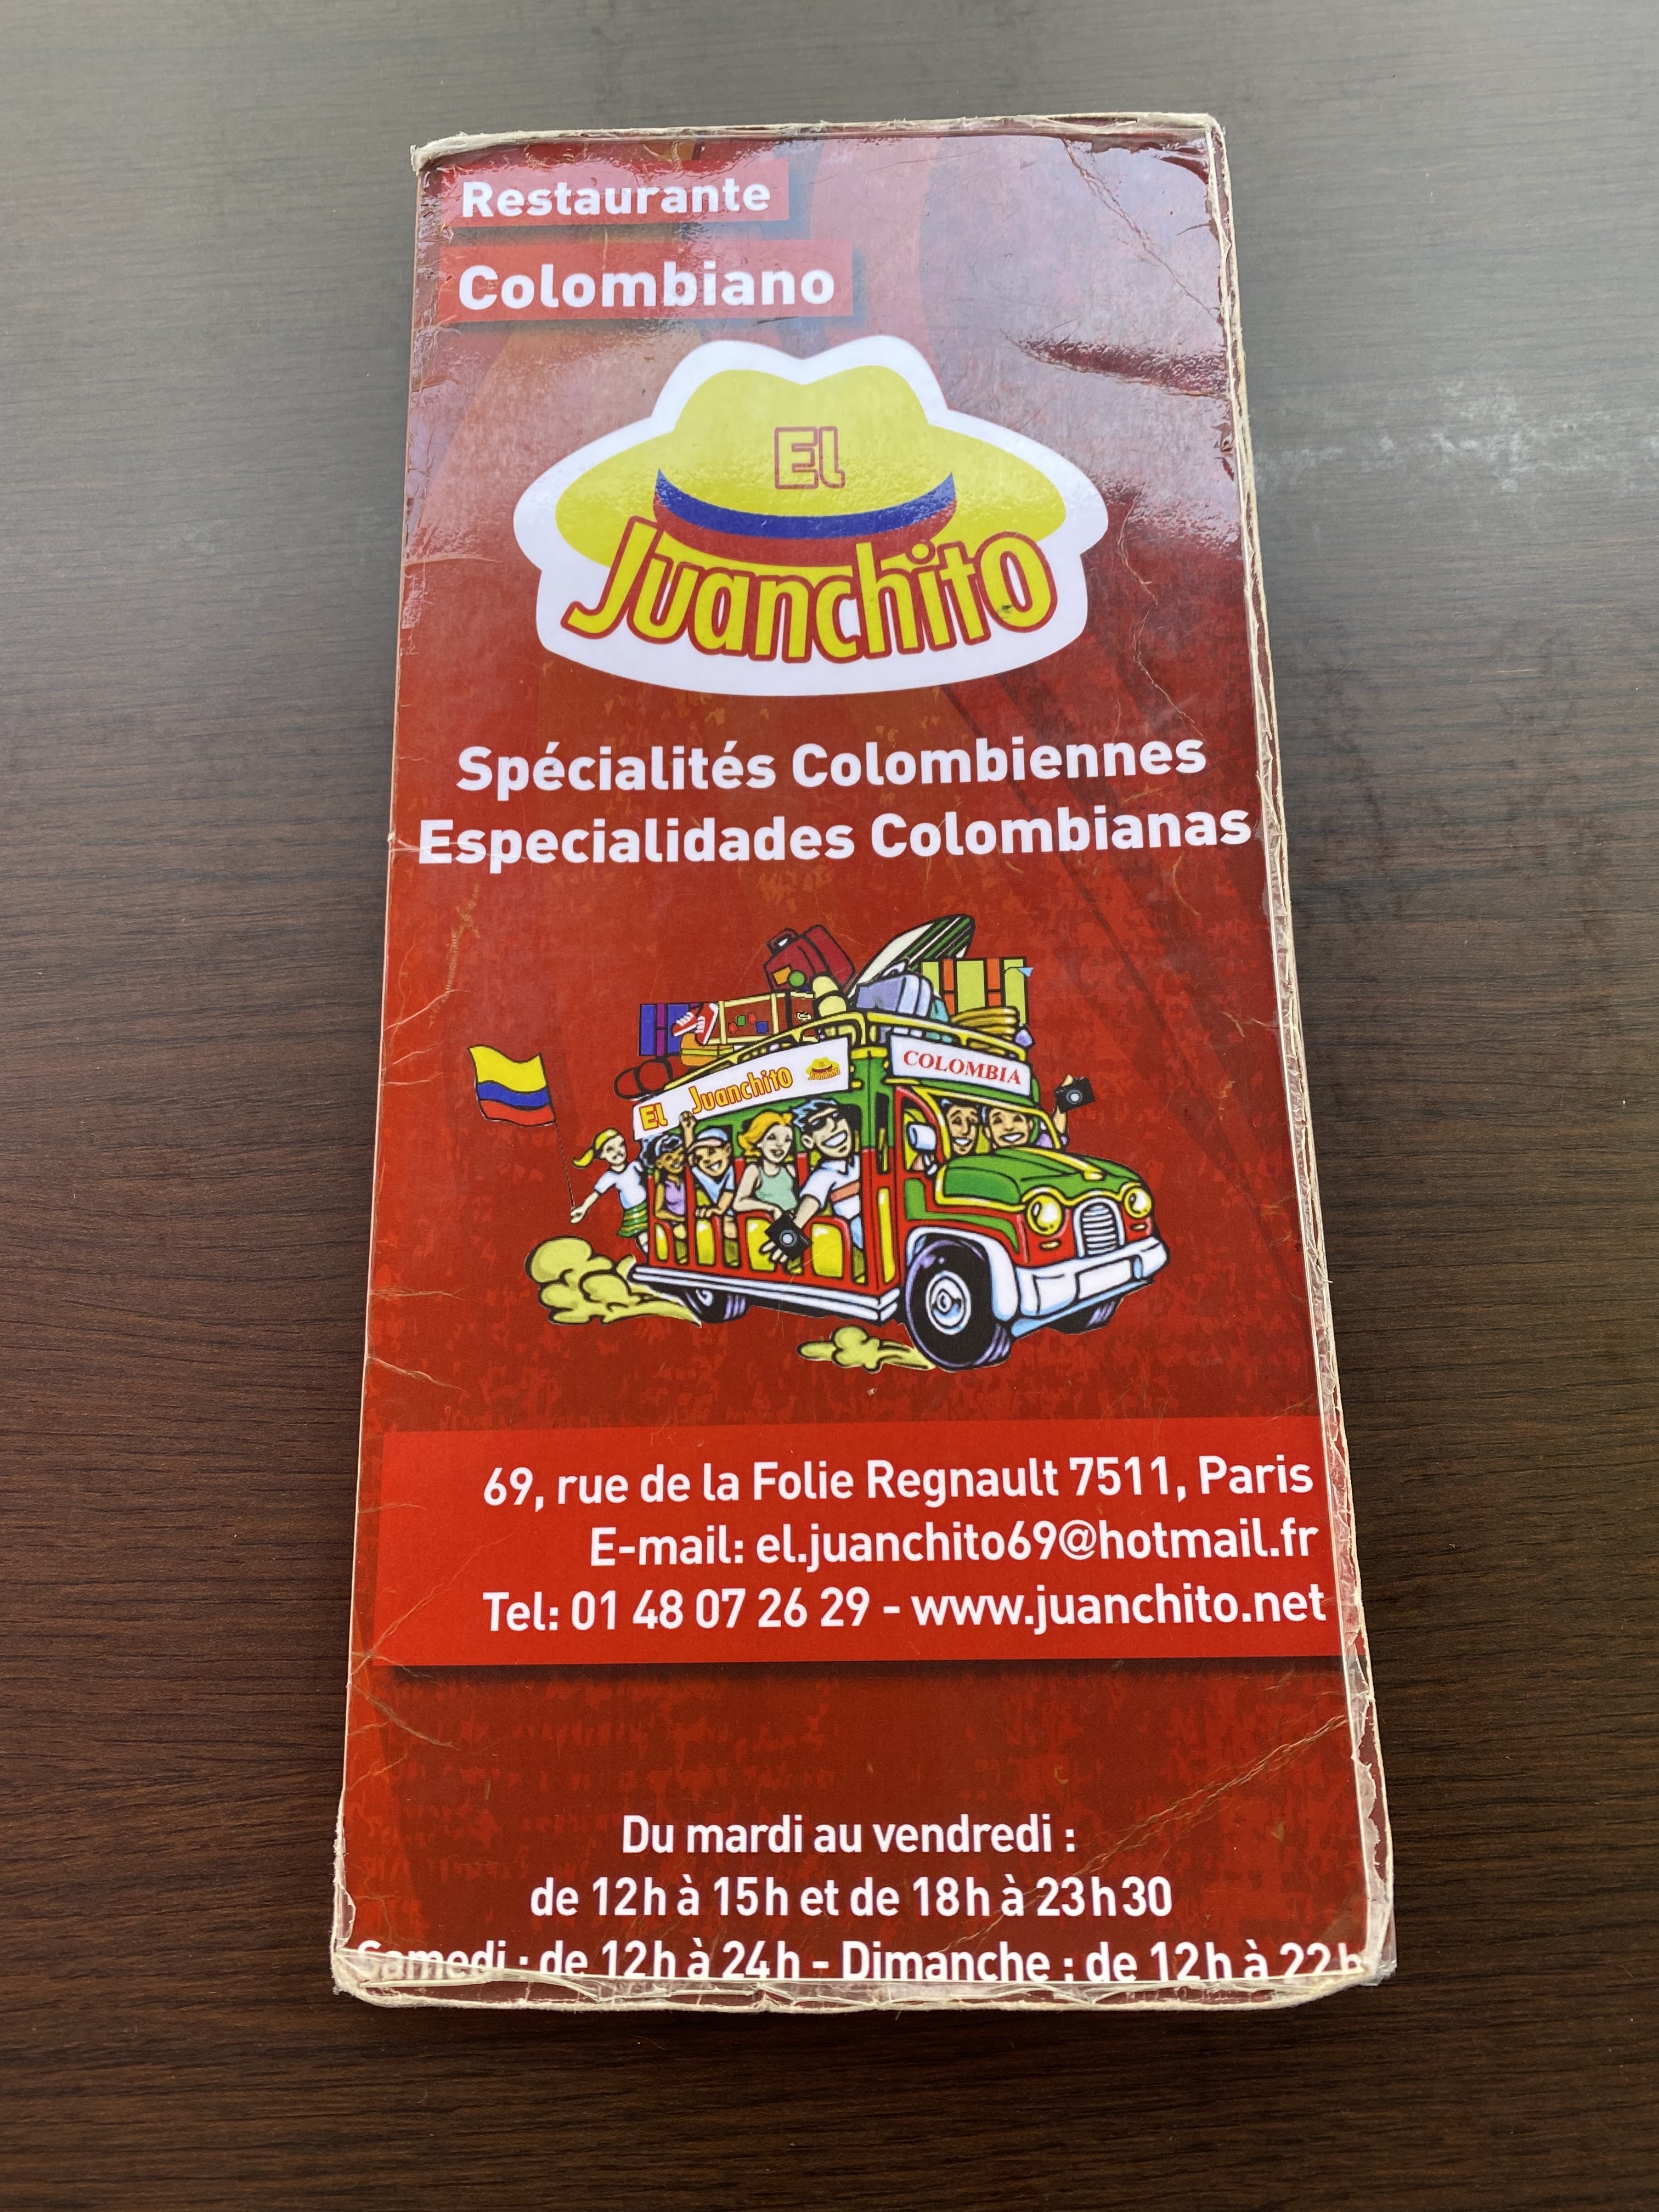 Restaurante
Colombiano
El
Juanchito
Spécialités Colombiennes
Especialidades Colombianas
El Juanchito
COLOMBIA
69, rue de la Folie Regnault 7511, Paris
E-mail: el.juanchito69@hotmail.fr
Tel: 01 48 07 26 29 - www.juanchito.net
Du mardi au vendredi :
de 12h à 15h et de 18h à 23h30
Samedi : de 12h à 24h - Dimanche : de 12h à 22h